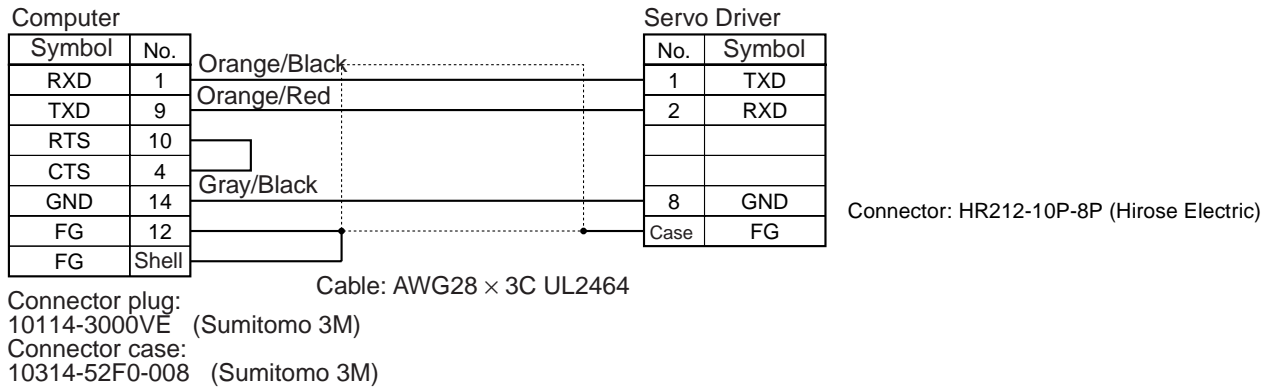 Computer
Servo Driver
Symbol No.
No. Symbol
Orange/Black
RXD 1
1 TXD
Orange/Red
TXD 9
2 RXD
RTS 10
CTS 4
Gray/Black
GND 14
8 GND
Connector: HR212-10P-8P (Hirose Electric)
FG 12
Case FG
FG Shell
Cable: AWG28 × 3C UL2464
Connector plug:
10114-3000VE (Sumitomo 3M)
Connector case:
10314-52F0-008 (Sumitomo 3M)